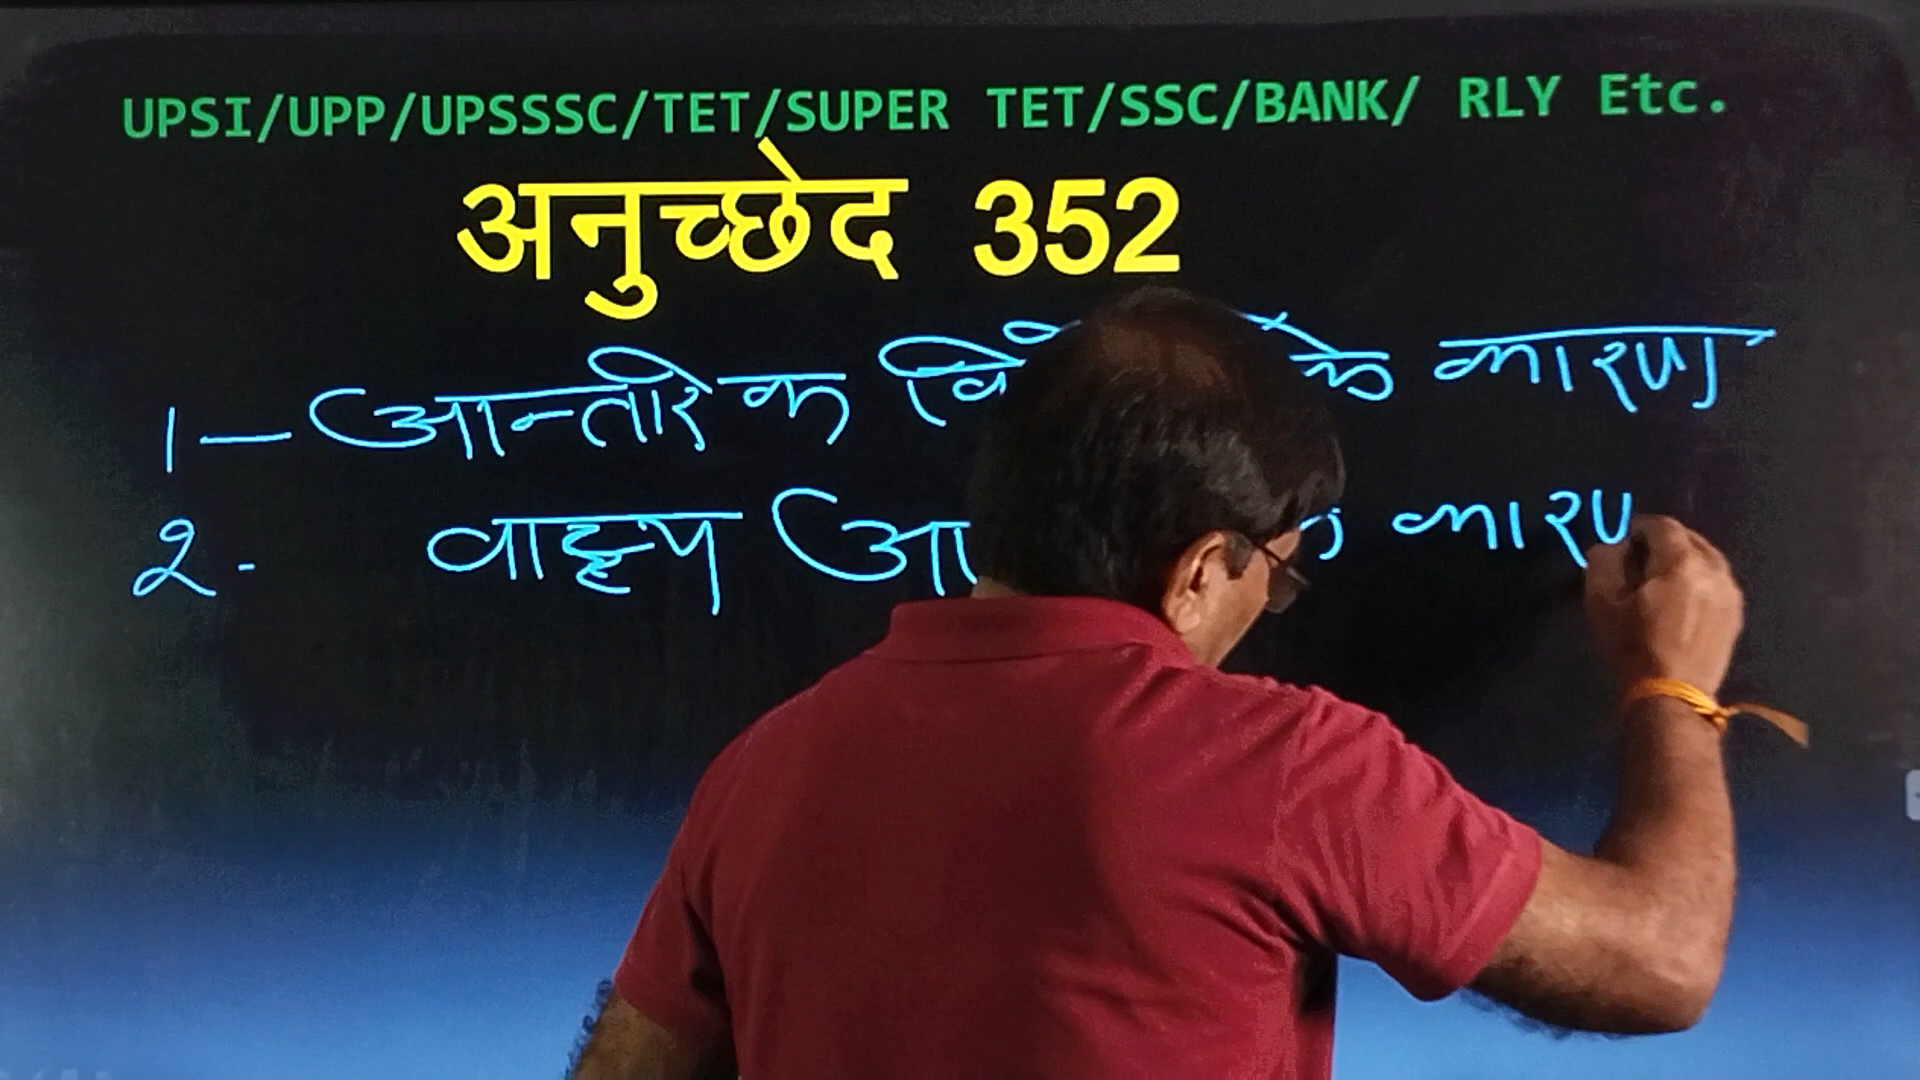 UPSI/UPP/UPSSSC/TET/SUPER TET/SSC/BANK/ RLY Etc.
अनुच्छेद 352
1 - आन्तरिक के कारण
2. वाह्य कारण